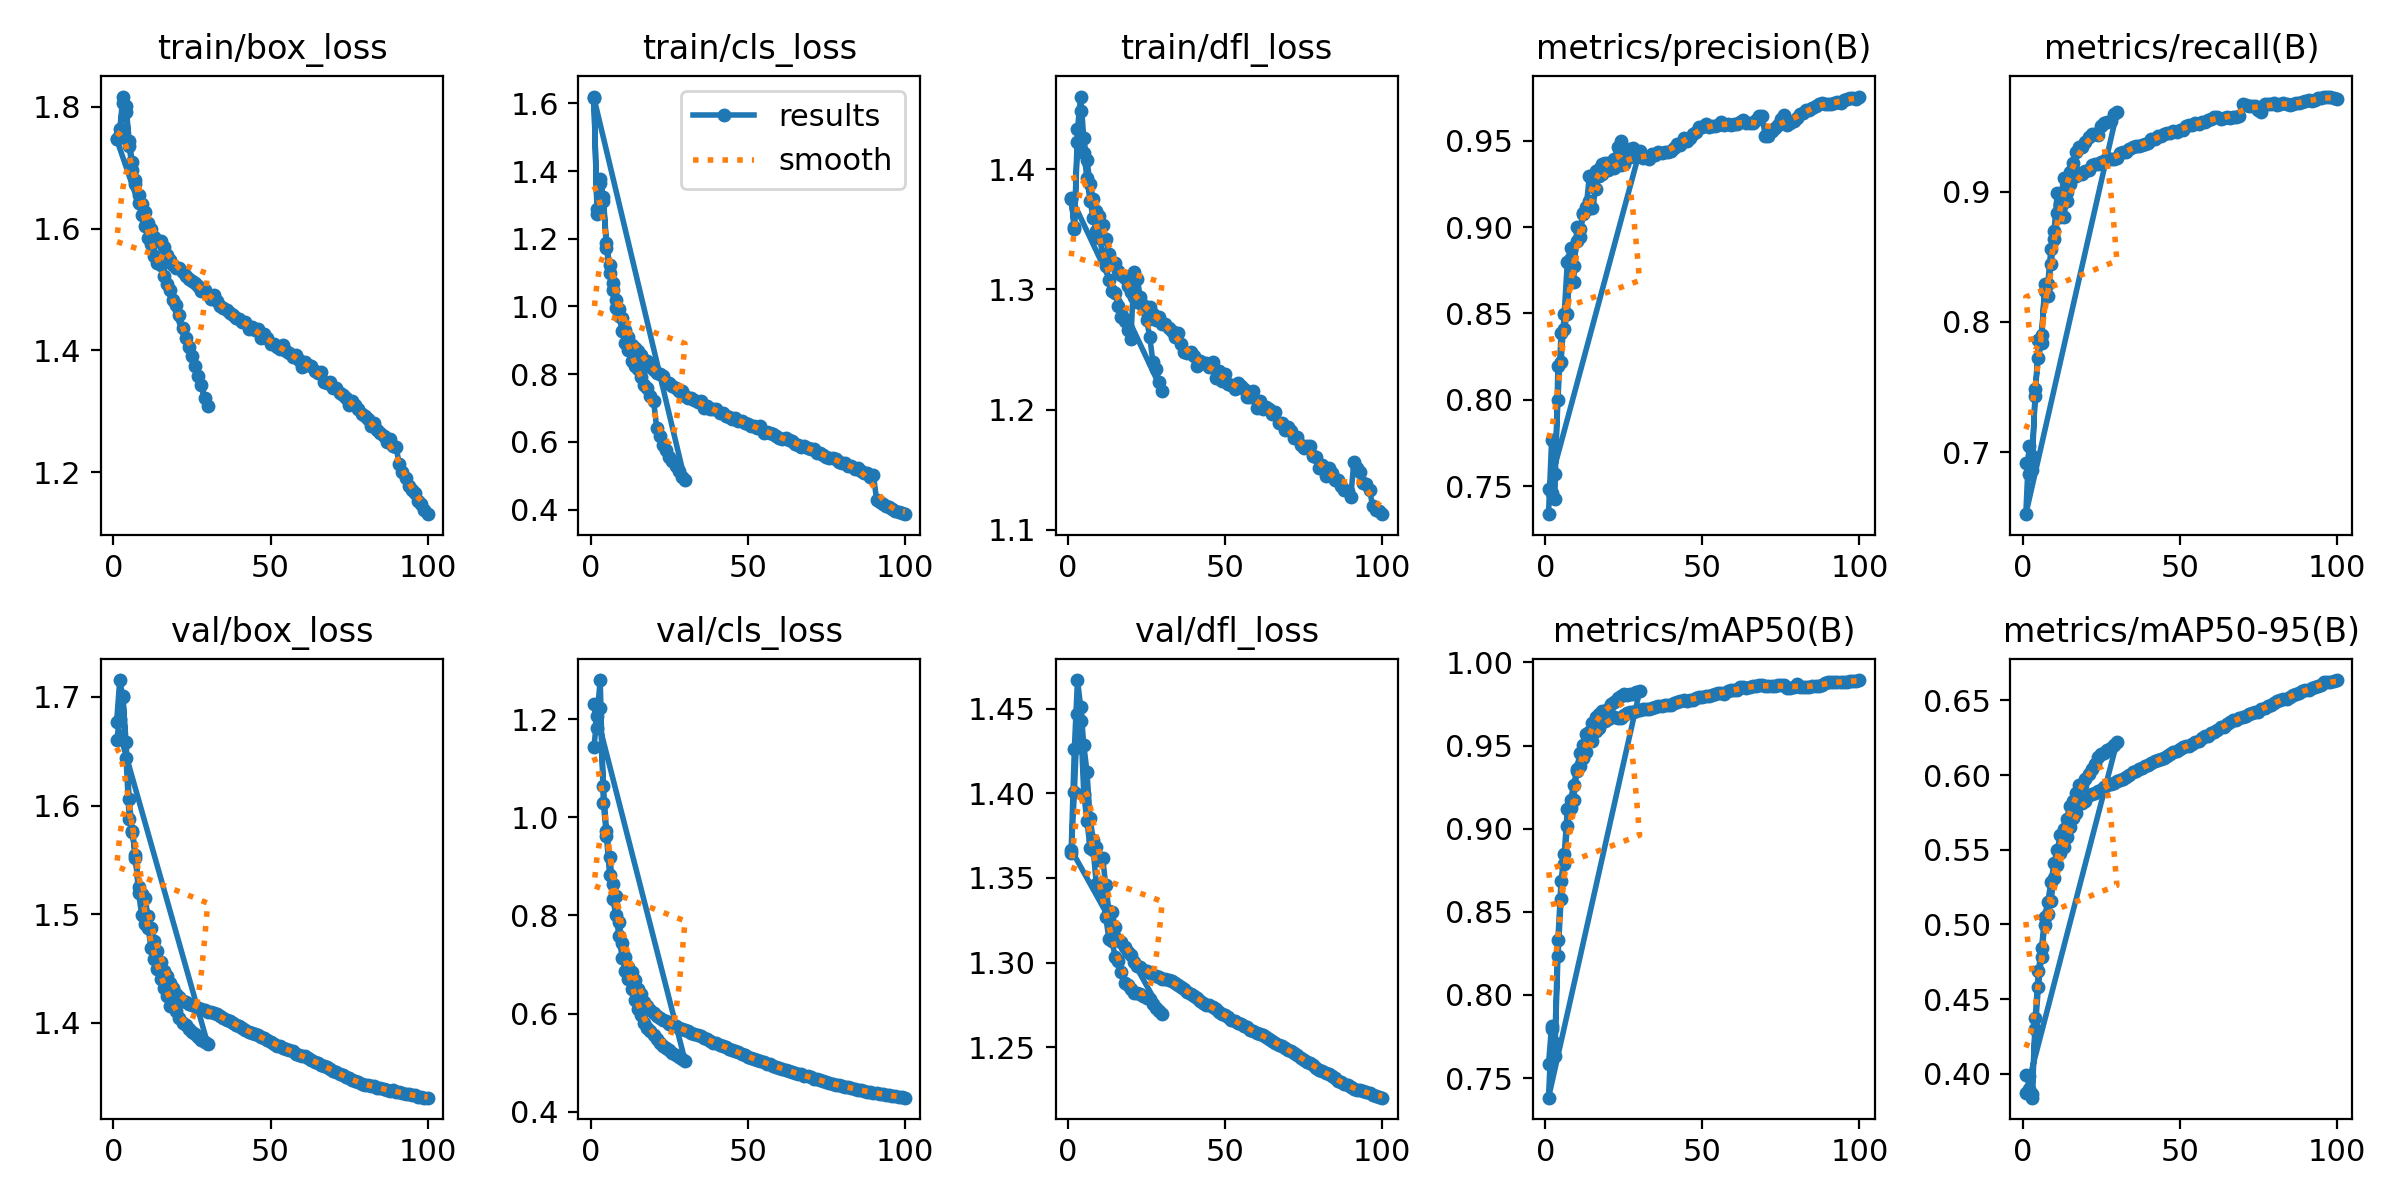 train/box_loss
1.8
1.6
1.4
1.2
0 50 100
train/cls_loss
results
smooth
1.6
1.4
1.2
1.0
0.8
0.6
0.4
0 50 100
train/dfl_loss
1.4
1.3
1.2
1.1
0 50 100
metrics/precision(B)
0.95
0.90
0.85
0.80
0.75
0 50 100
metrics/recall(B)
0.9
0.8
0.7
0 50 100
val/box_loss
1.7
1.6
1.5
1.4
0 50 100
val/cls_loss
1.2
1.0
0.8
0.6
0.4
0 50 100
val/dfl_loss
1.45
1.40
1.35
1.30
1.25
0 50 100
metrics/mAP50(B)
1.00
0.95
0.90
0.85
0.80
0.75
0 50 100
metrics/mAP50-95(B)
0.65
0.60
0.55
0.50
0.45
0.40
0 50 100